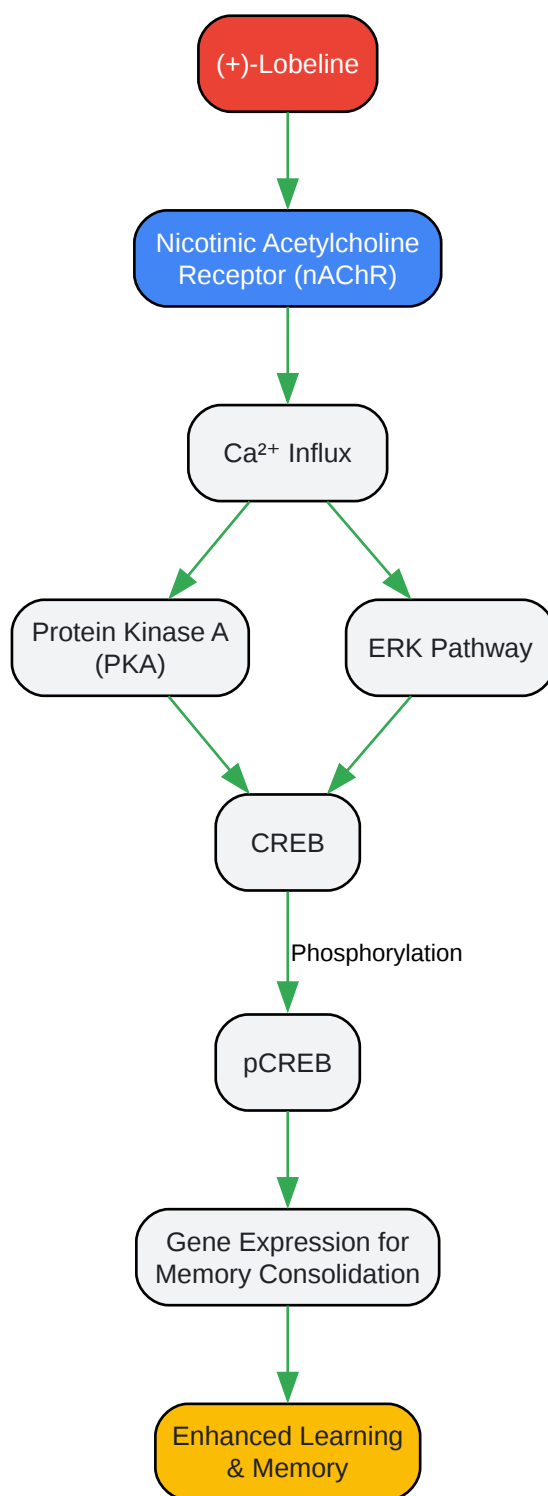 (+)-Lobeline
Nicotinic Acetylcholine
Receptor (nAChR)
Ca²⁺ Influx
Protein Kinase A
(PKA)
ERK Pathway
CREB
Phosphorylation
pCREB
Gene Expression for
Memory Consolidation
Enhanced Learning
& Memory